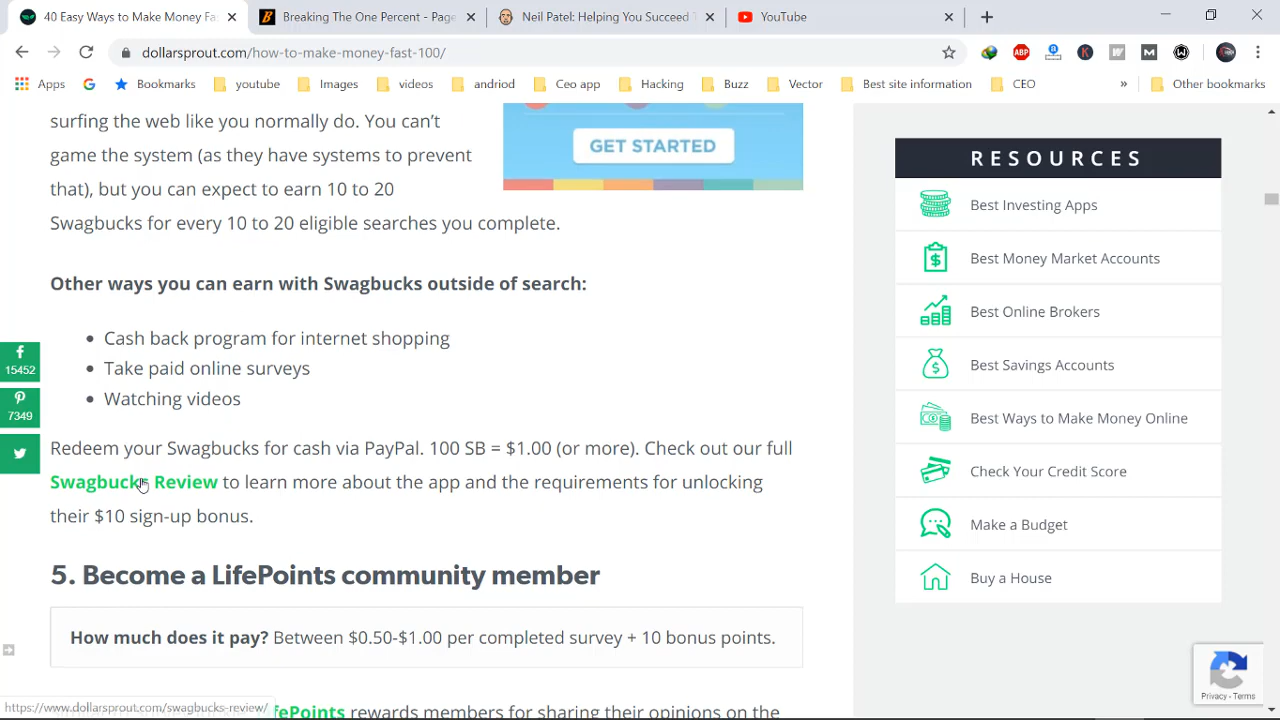 40 Easy Ways to Make Money Fa
Breaking The One Percent - Page
Neil Patel: Helping You Succeed T
YouTube
dollarsprout.com/how-to-make-money-fast-100/
ABP
Apps
Bookmarks
youtube
Images
videos
andriod
Ceo app
Hacking
Buzz
Vector
Best site information
CEO
»
Other bookmarks
surfing the web like you normally do. You can't
game the system (as they have systems to prevent
that), but you can expect to earn 10 to 20
Swagbucks for every 10 to 20 eligible searches you complete.
GET STARTED
Other ways you can earn with Swagbucks outside of search:
• Cash back program for internet shopping
• Take paid online surveys
• Watching videos
15452
7349
Redeem your Swagbucks for cash via PayPal. 100 SB = $1.00 (or more). Check out our full
Swagbucks Review to learn more about the app and the requirements for unlocking
their $10 sign-up bonus.
5. Become a LifePoints community member
How much does it pay? Between $0.50-$1.00 per completed survey + 10 bonus points.
LifePoints rewards members for sharing their opinions on the
https://www.dollarsprout.com/swagbucks-review/
RESOURCES
Best Investing Apps
Best Money Market Accounts
Best Online Brokers
Best Savings Accounts
Best Ways to Make Money Online
Check Your Credit Score
Make a Budget
Buy a House
Privacy - Terms